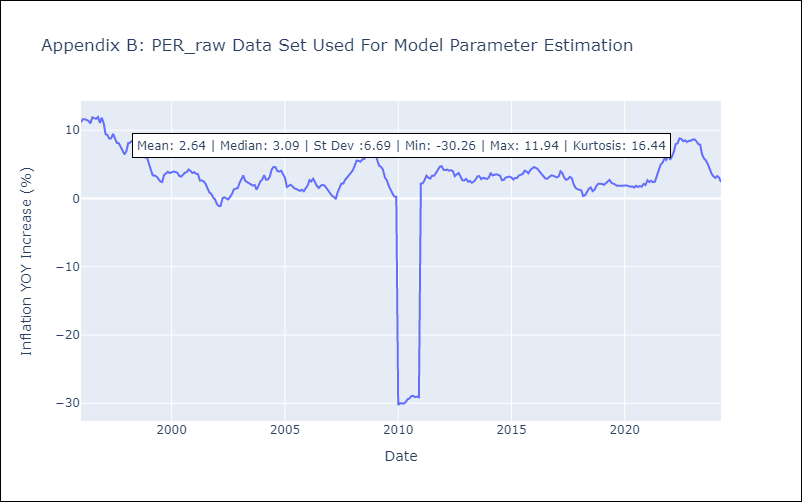 Appendix B: PER_raw Data Set Used For Model Parameter Estimation
Mean: 2.64 | Median: 3.09 | St Dev :6.69 | Min: -30.26 | Max: 11.94 | Kurtosis: 16.44
10
0
−10
−20
−30
Inflation YOY Increase (%)
2000
2005
2010
2015
2020
Date